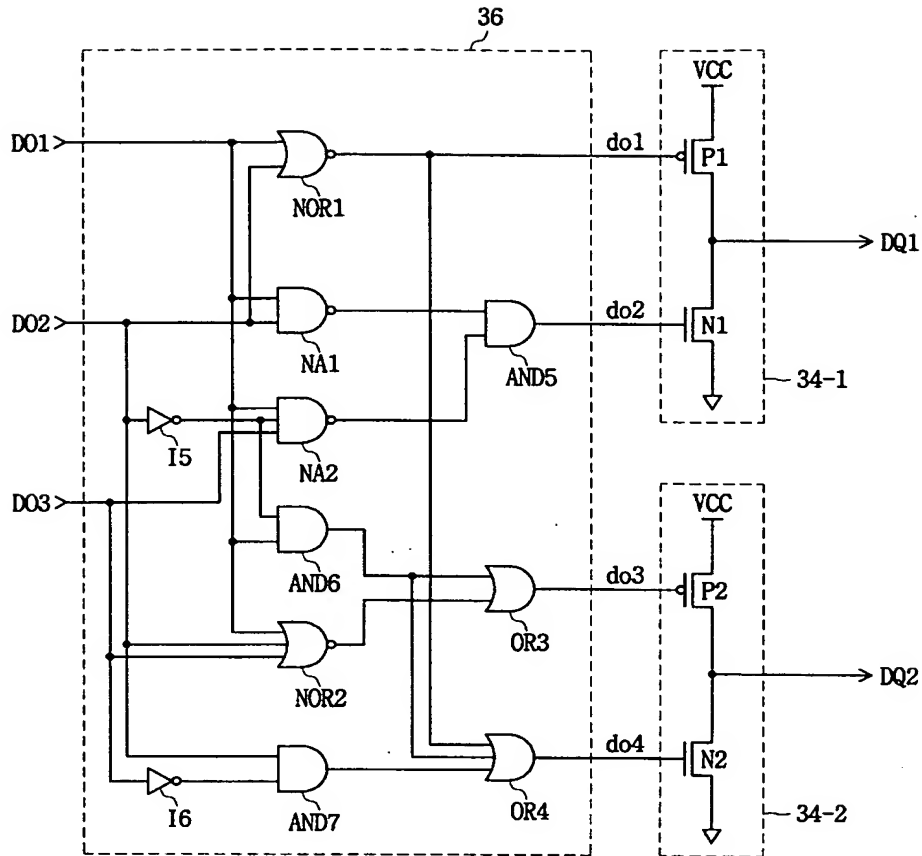 36
VCC
DO1
do1
P1
NOR1
DQ1
DO2
do2
N1
NA1
AND5
34-1
I5
NA2
DO3
VCC
AND6
do3
P2
OR3
NOR2
DQ2
do4
N2
I6
AND7
OR4
34-2